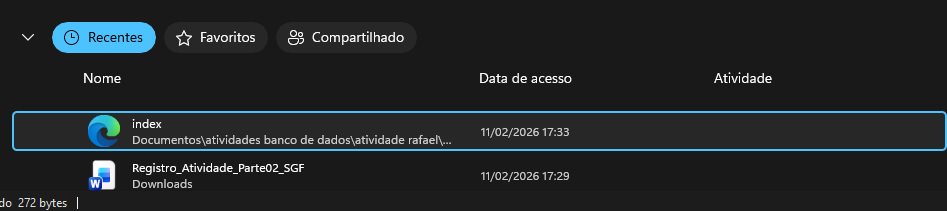 Recentes Favoritos Compartilhado
Nome Data de acesso Atividade
index
Documentos\atividades banco de dados\atividade rafael\... 11/02/2026 17:33
Registro_Atividade_Parte02_SGF
Downloads 11/02/2026 17:29
do 272 bytes